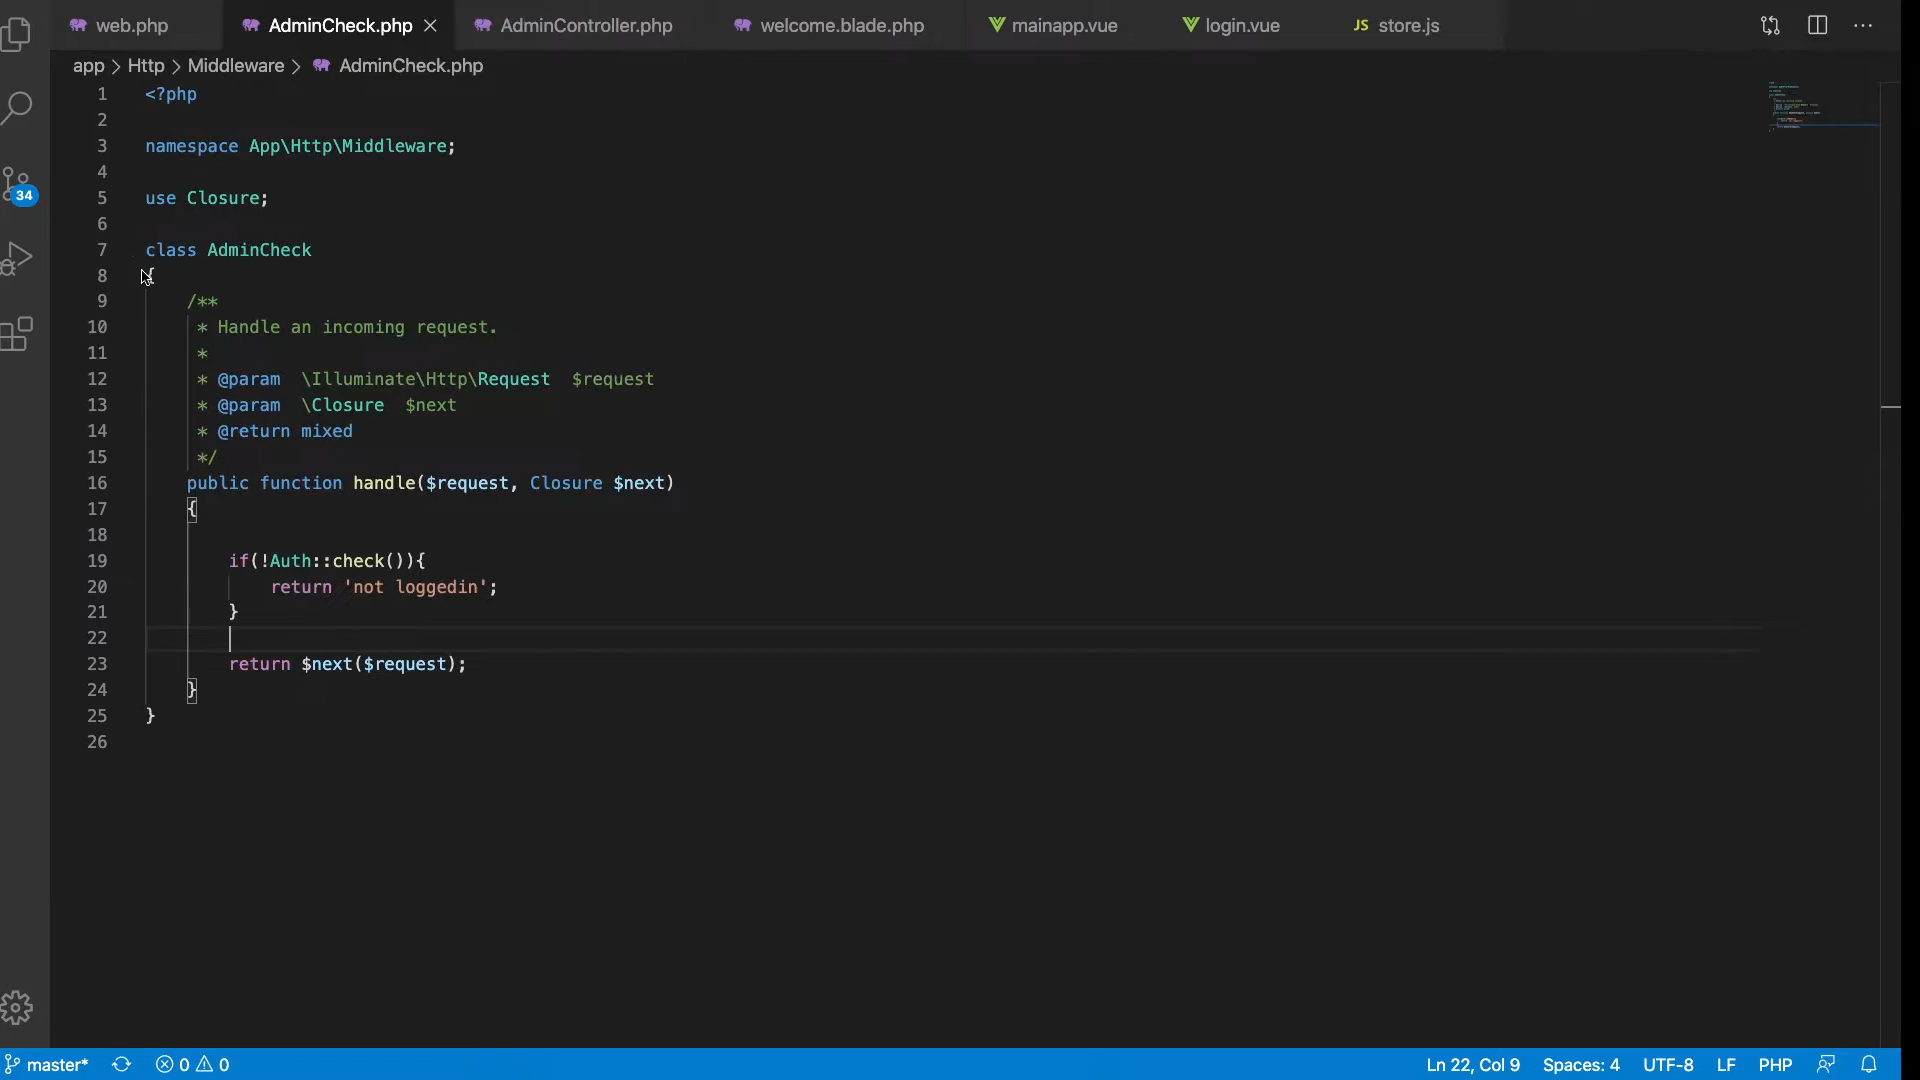 web.php AdminCheck.php AdminController.php welcome.blade.php mainapp.vue login.vue JS store.js
app > Http > Middleware > AdminCheck.php
1 <?php
2
3 namespace App\Http\Middleware;
4
5 use Closure;
6
7 class AdminCheck
8 {
9 /**
10 * Handle an incoming request.
11 *
12 * @param  \Illuminate\Http\Request  $request
13 * @param  \Closure  $next
14 * @return mixed
15 */
16 public function handle($request, Closure $next)
17 {
18
19 if(!Auth::check()){
20 return 'not loggedin';
21 }
22
23 return $next($request);
24 }
25 }
26
34
master* 0 0 Ln 22, Col 9 Spaces: 4 UTF-8 LF PHP